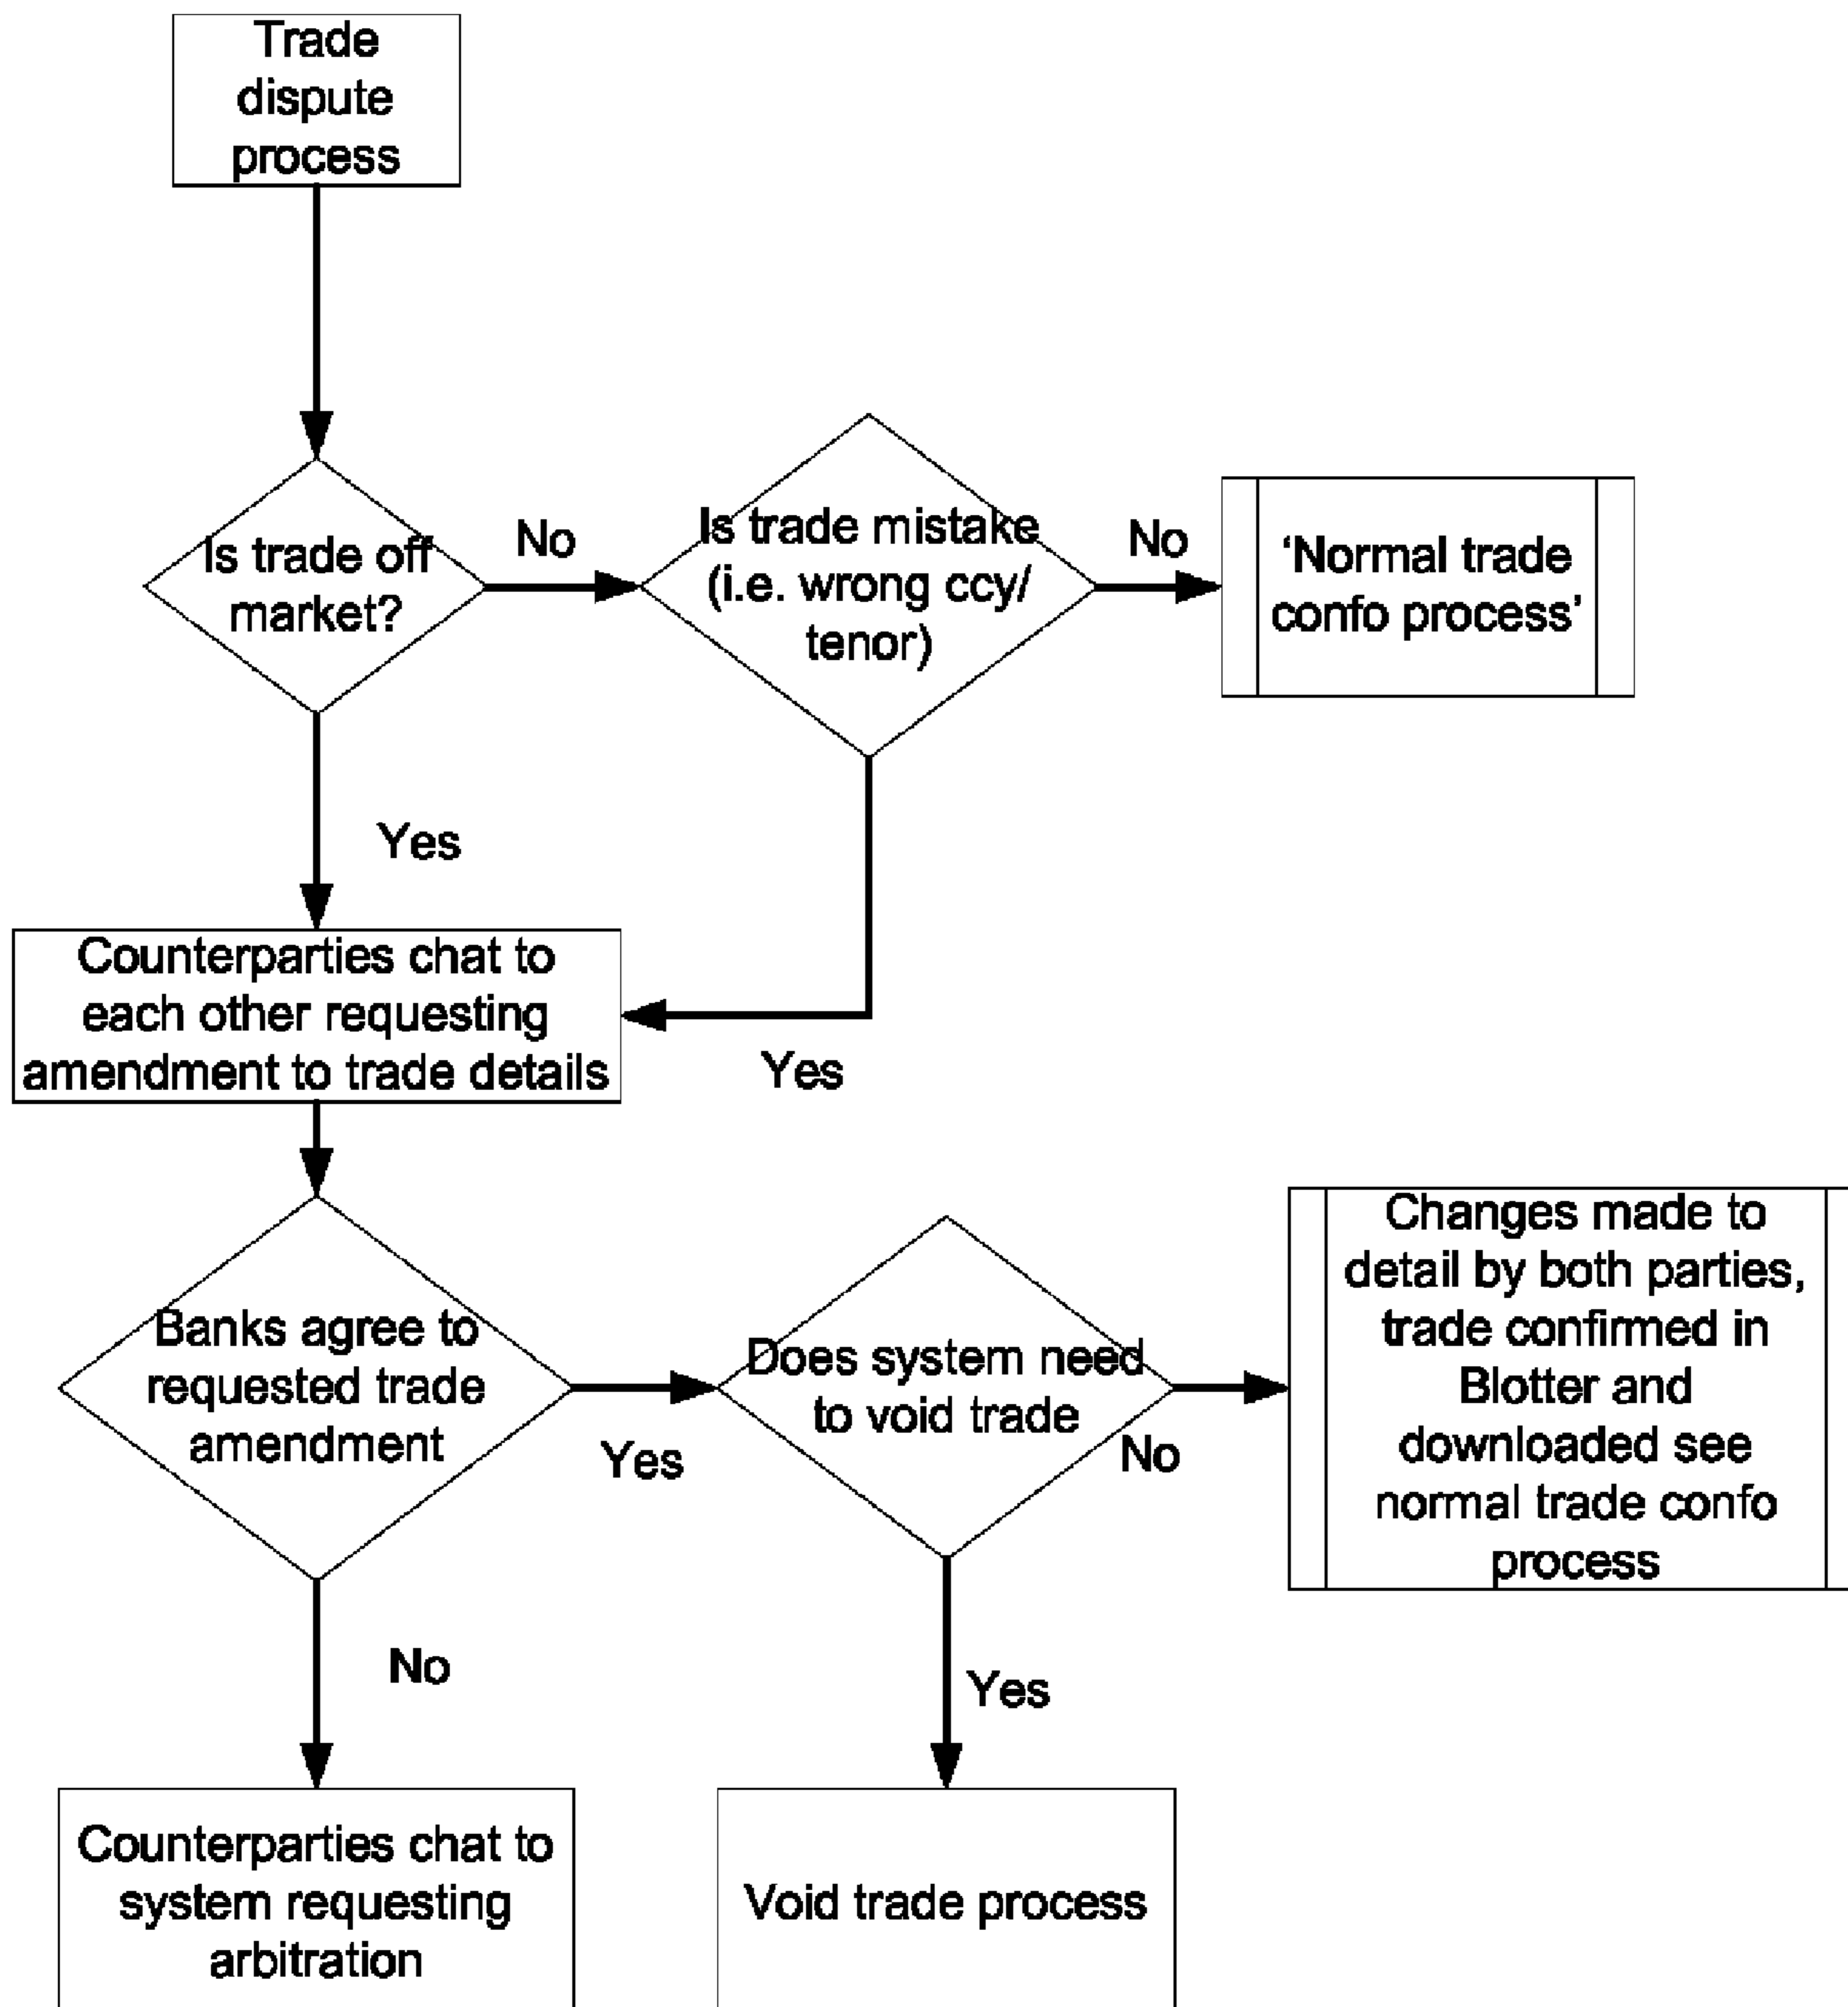 Trade
dispute
process
Is trade off
market?
No
Is trade mistake
(i.e. wrong ccy/
tenor)
No
‘Normal trade
confo process’
Yes
Counterparties chat to
each other requesting
amendment to trade details
Yes
Banks agree to
requested trade
amendment
Yes
Does system need
to void trade
No
Changes made to
detail by both parties,
trade confirmed in
Blotter and
downloaded see
normal trade confo
process
No
Yes
Counterparties chat to
system requesting
arbitration
Void trade process